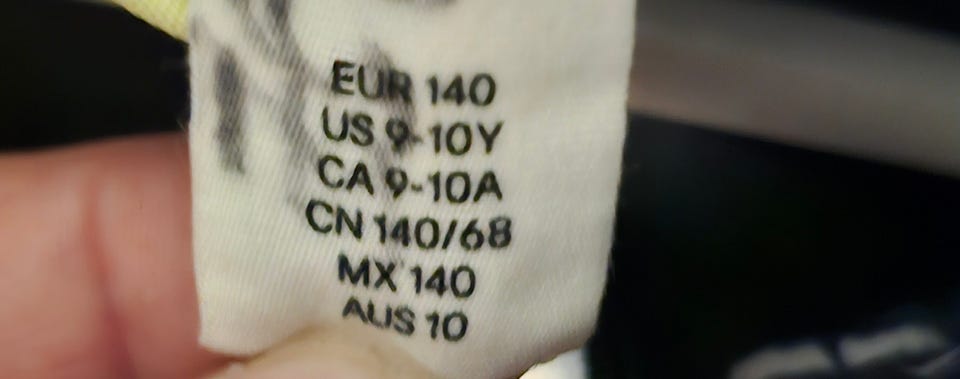 EUR 140
US 9-10Y
CA 9-10A
CN 140/68
MX 140
AUS 10